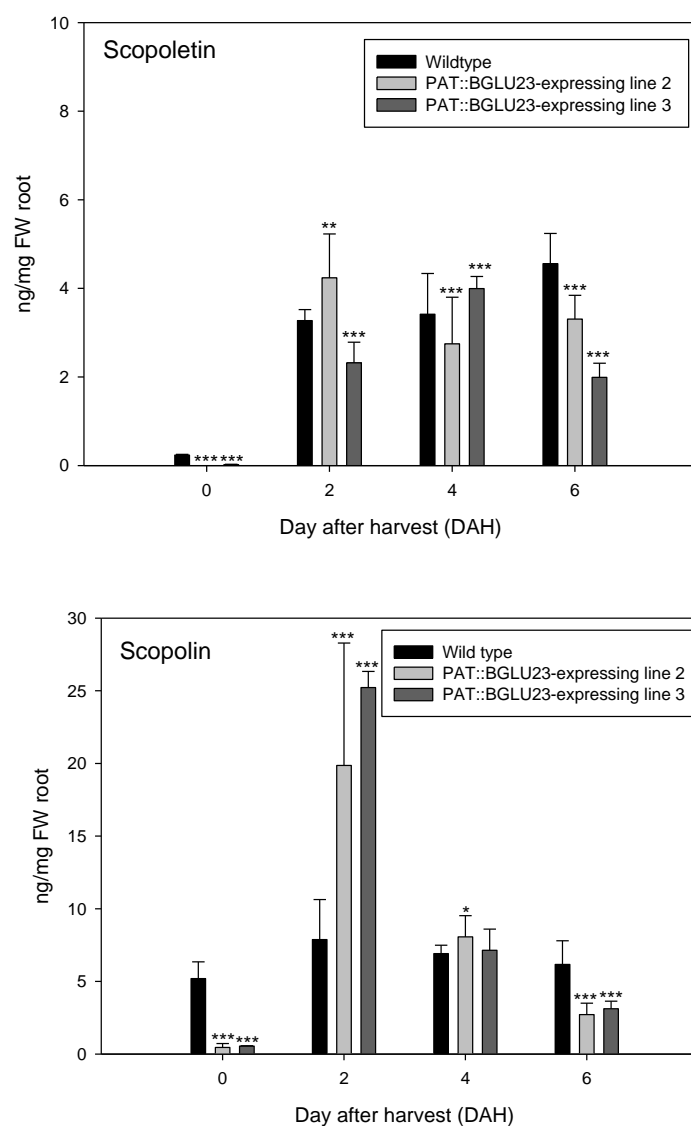 10
Scopoletin
Wildtype
PAT::BGLU23-expressing line 2
8
PAT::BGLU23-expressing line 3
ng/mg FW root
6
**
***
***
4
***
***
***
2
*** ***
0
0 2 4 6
Day after harvest (DAH)
30
Scopolin
Wild type
***
PAT::BGLU23-expressing line 2
***
25
PAT::BGLU23-expressing line 3
ng/mg FW root
20
15
10
*
5
*** ***
*** ***
0
0 2 4 6
Day after harvest (DAH)